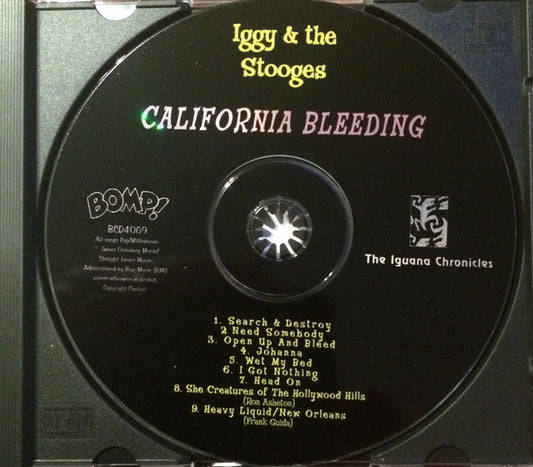 Iggy & the
Stooges
CALIFORNIA BLEEDING
BOMP!
BCD4069
All songs Pop/Williamson
James Osterberg Music/
Straight James Music.
Administered by Bug Music (BMI)
unless otherwise indicated.
Copyright Control
The Iguana Chronicles
1. Search & Destroy
2 Need Somebody
3. Open Up And Bleed
4. Johanna
5. Wet My Bed
6. I Got Nothing
7. Head On
8. She Creatures of The Hollywood Hills
(Ron Asheton)
9. Heavy Liquid/New Orleans
(Frank Guida)